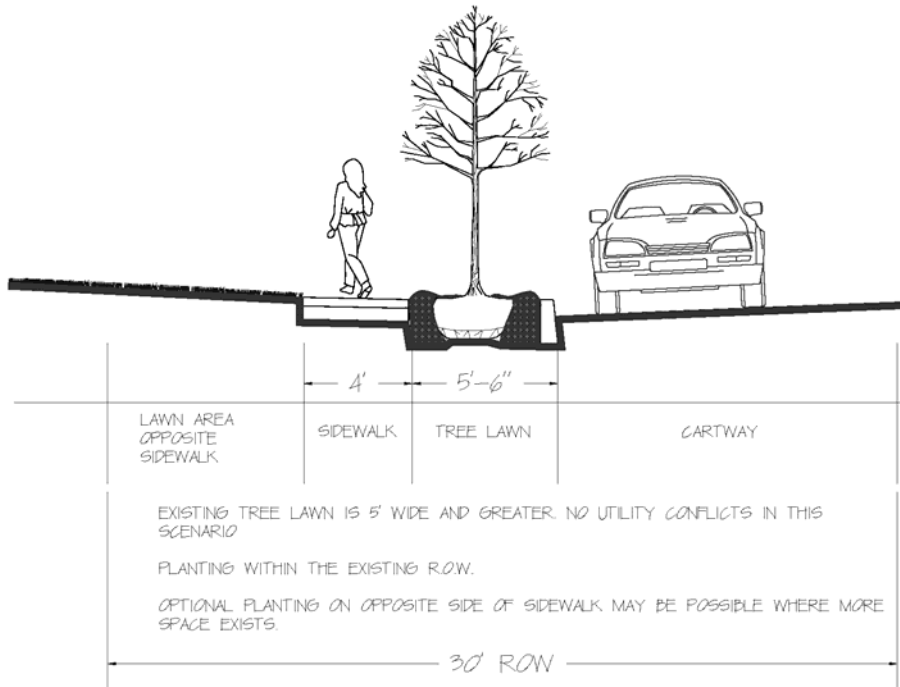 4'
5'-6"
LAWN AREA
OPPOSITE
SIDEWALK
SIDEWALK
TREE LAWN
CARTWAY
EXISTING TREE LAWN IS 5' WIDE AND GREATER. NO UTILITY CONFLICTS IN THIS
SCENARIO
PLANTING WITHIN THE EXISTING R.O.W.
OPTIONAL PLANTING ON OPPOSITE SIDE OF SIDEWALK MAY BE POSSIBLE WHERE MORE
SPACE EXISTS.
30' ROW